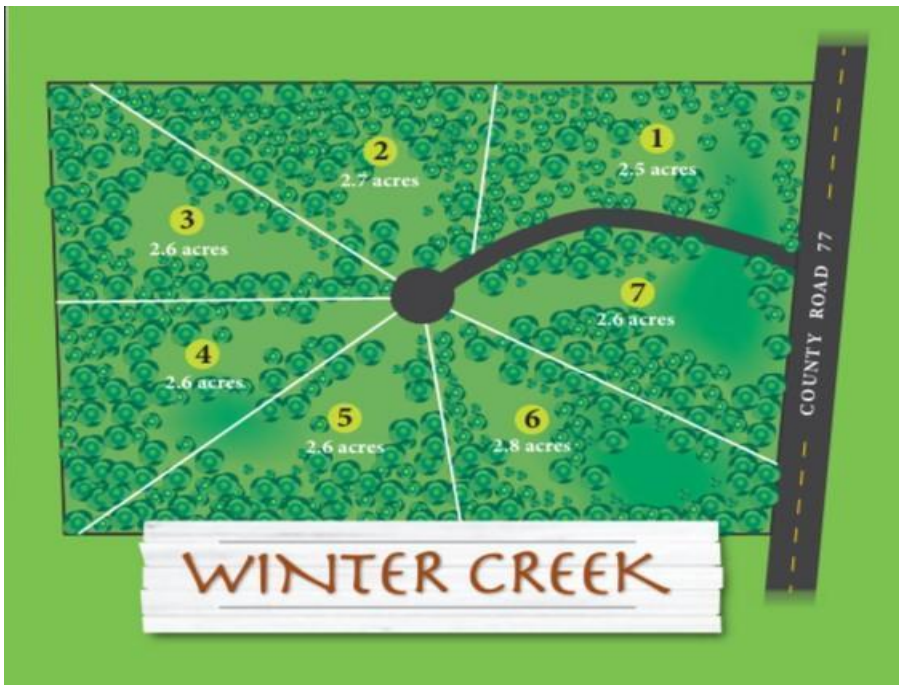 1
2.5 acres
2
2.7 acres
3
2.6 acres
7
2.6 acres
4
2.6 acres
5
2.6 acres
6
2.8 acres
COUNTY ROAD 77
WINTER CREEK